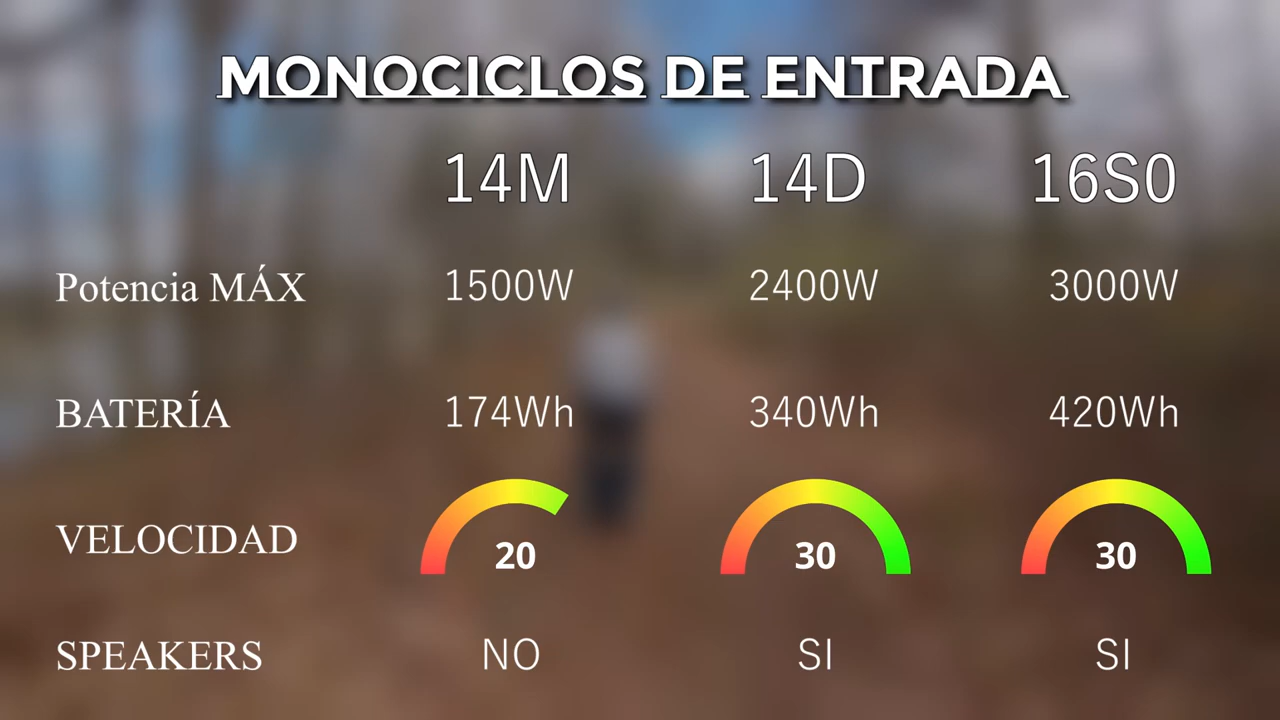 MONOCICLOS DE ENTRADA
14M 14D 16S0
Potencia MÁX 1500W 2400W 3000W
BATERÍA 174Wh 340Wh 420Wh
VELOCIDAD 20 30 30
SPEAKERS NO SI SI